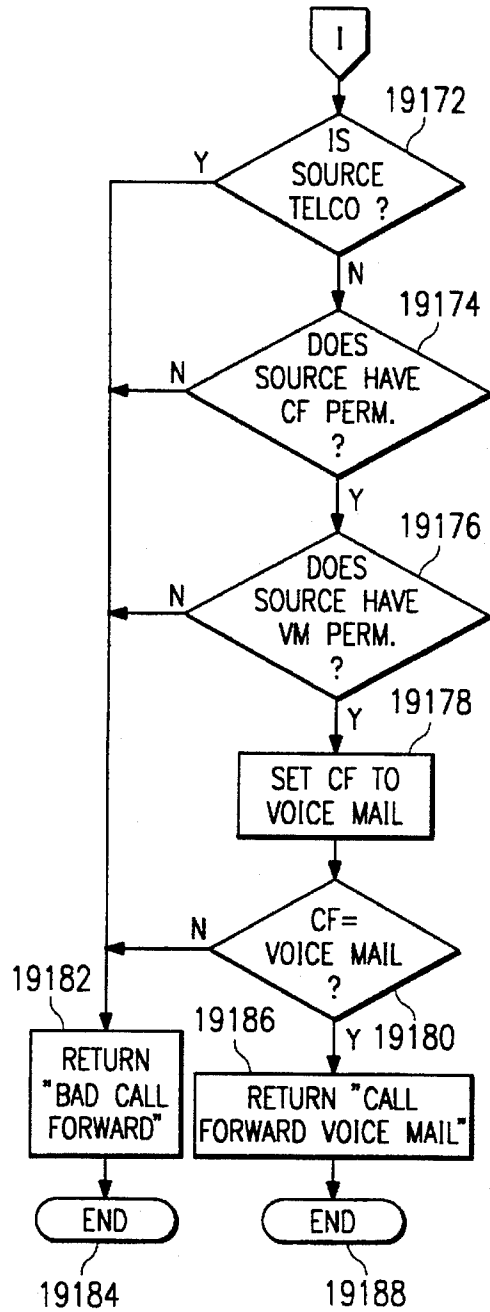 I
19172
IS
SOURCE
TELCO ?
Y
N
19174
DOES
SOURCE HAVE
CF PERM.
?
N
Y
19176
DOES
SOURCE HAVE
VM PERM.
?
N
Y
19178
SET CF TO
VOICE MAIL
CF=
VOICE MAIL
?
N
Y
19180
19182
RETURN
"BAD CALL
FORWARD"
19186
RETURN "CALL
FORWARD VOICE MAIL"
END
END
19184
19188